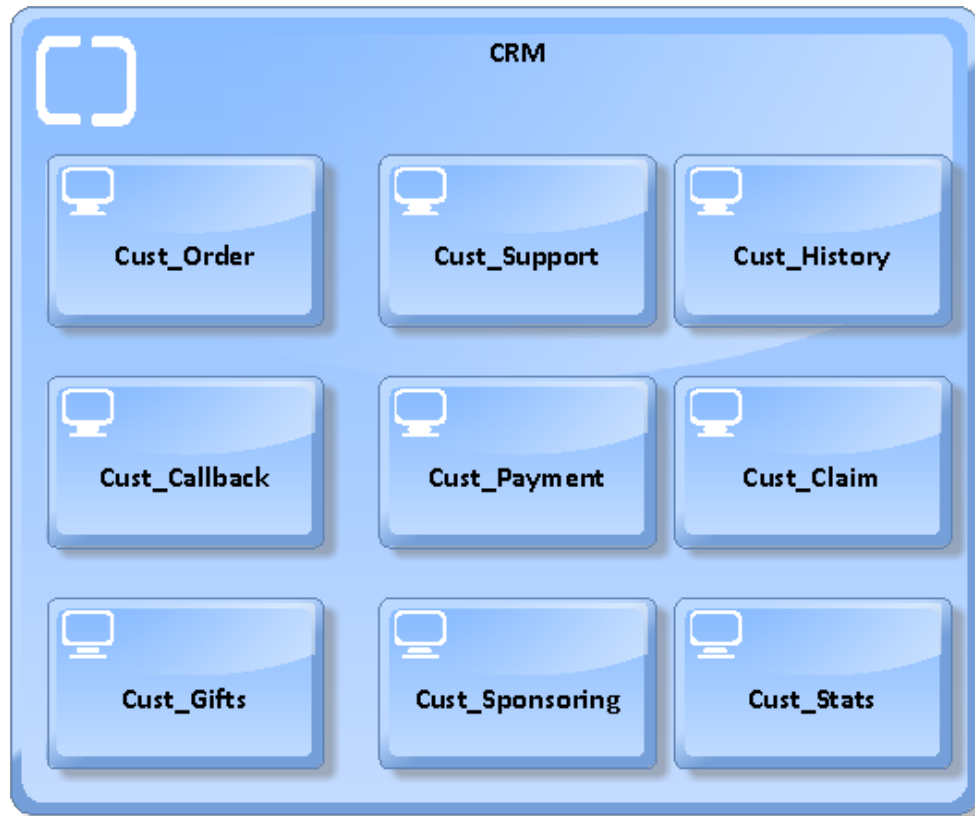 CRM
Cust_Order
Cust_Support
Cust_History
Cust_Callback
Cust_Payment
Cust_Claim
Cust_Gifts
Cust_Sponsoring
Cust_Stats